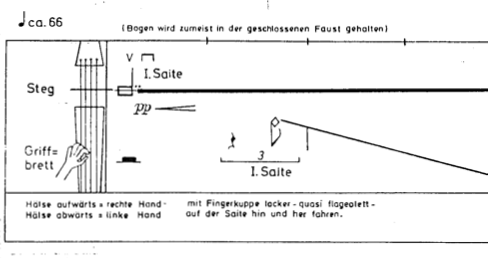 ♩ca. 66
(Bogen wird zumeist in der geschlossenen Faust gehalten)
V
I. Saite
Steg
pp
Griff=
brett
3
I. Saite
Hälse aufwärts = rechte Hand-
Hälse abwärts = linke Hand
mit Fingerkuppe locker - quasi flageolett -
auf der Saite hin und her fahren.